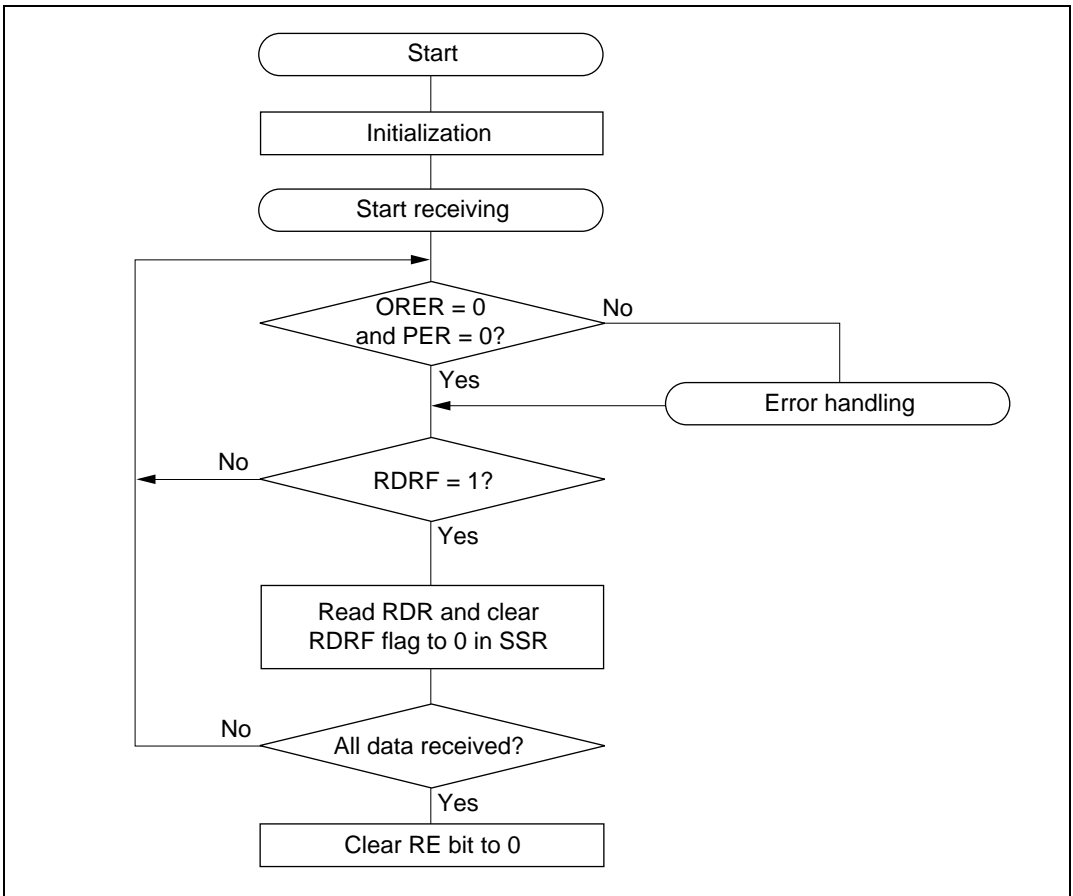 Start
Initialization
Start receiving
ORER = 0
and PER = 0?
No
Yes
Error handling
No
RDRF = 1?
Yes
Read RDR and clear
RDRF flag to 0 in SSR
No
All data received?
Yes
Clear RE bit to 0